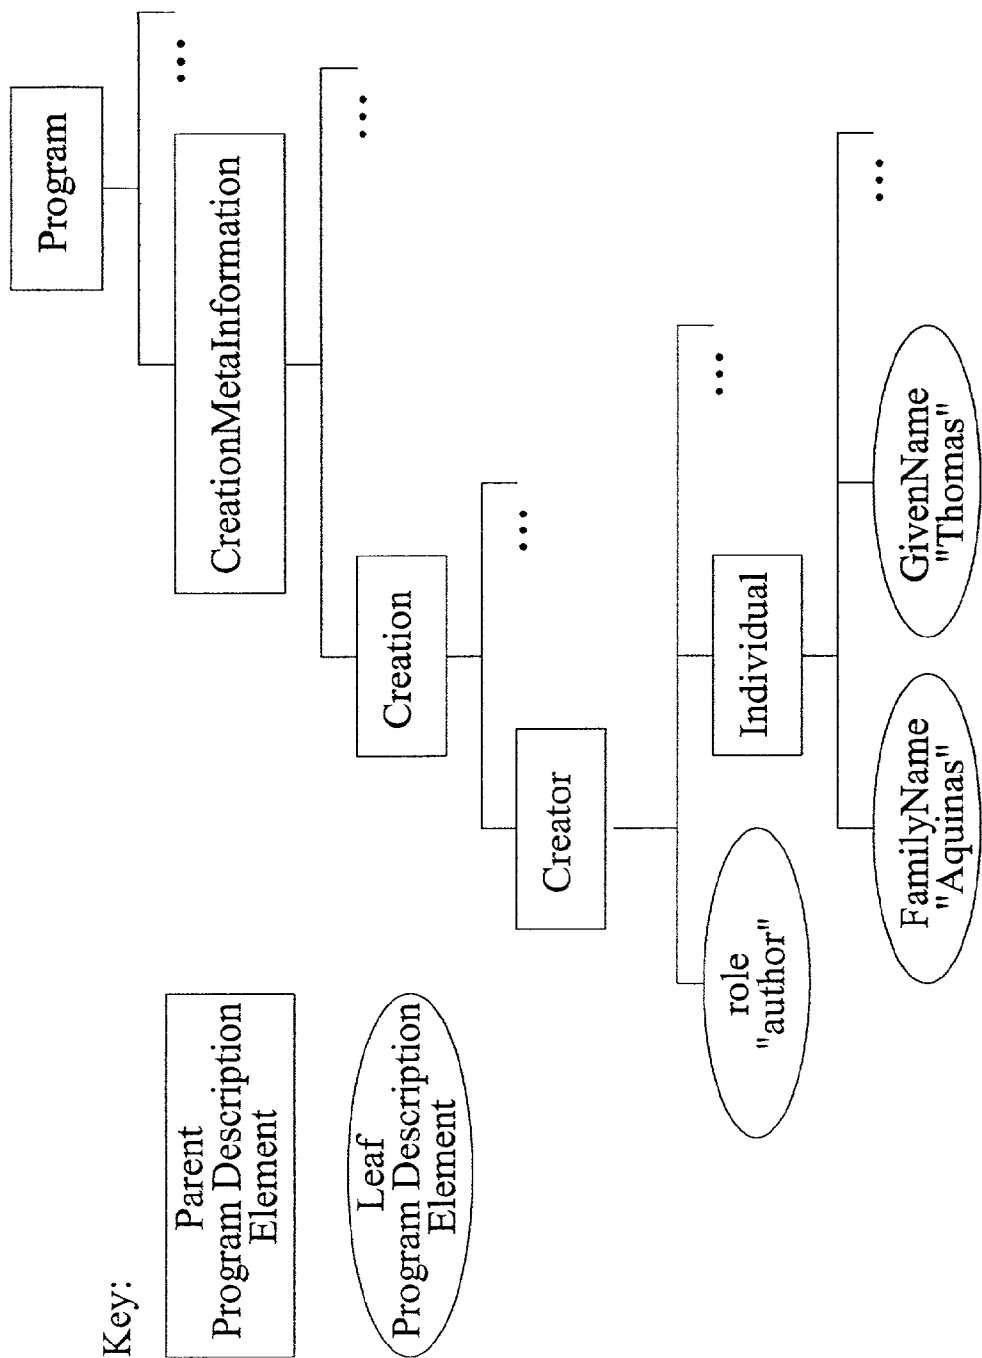 Key:
Parent
Program Description
Element
Leaf
Program Description
Element
Program
...
CreationMetaInformation
...
Creation
...
Creator
...
role
"author"
Individual
...
FamilyName
"Aquinas"
GivenName
"Thomas"